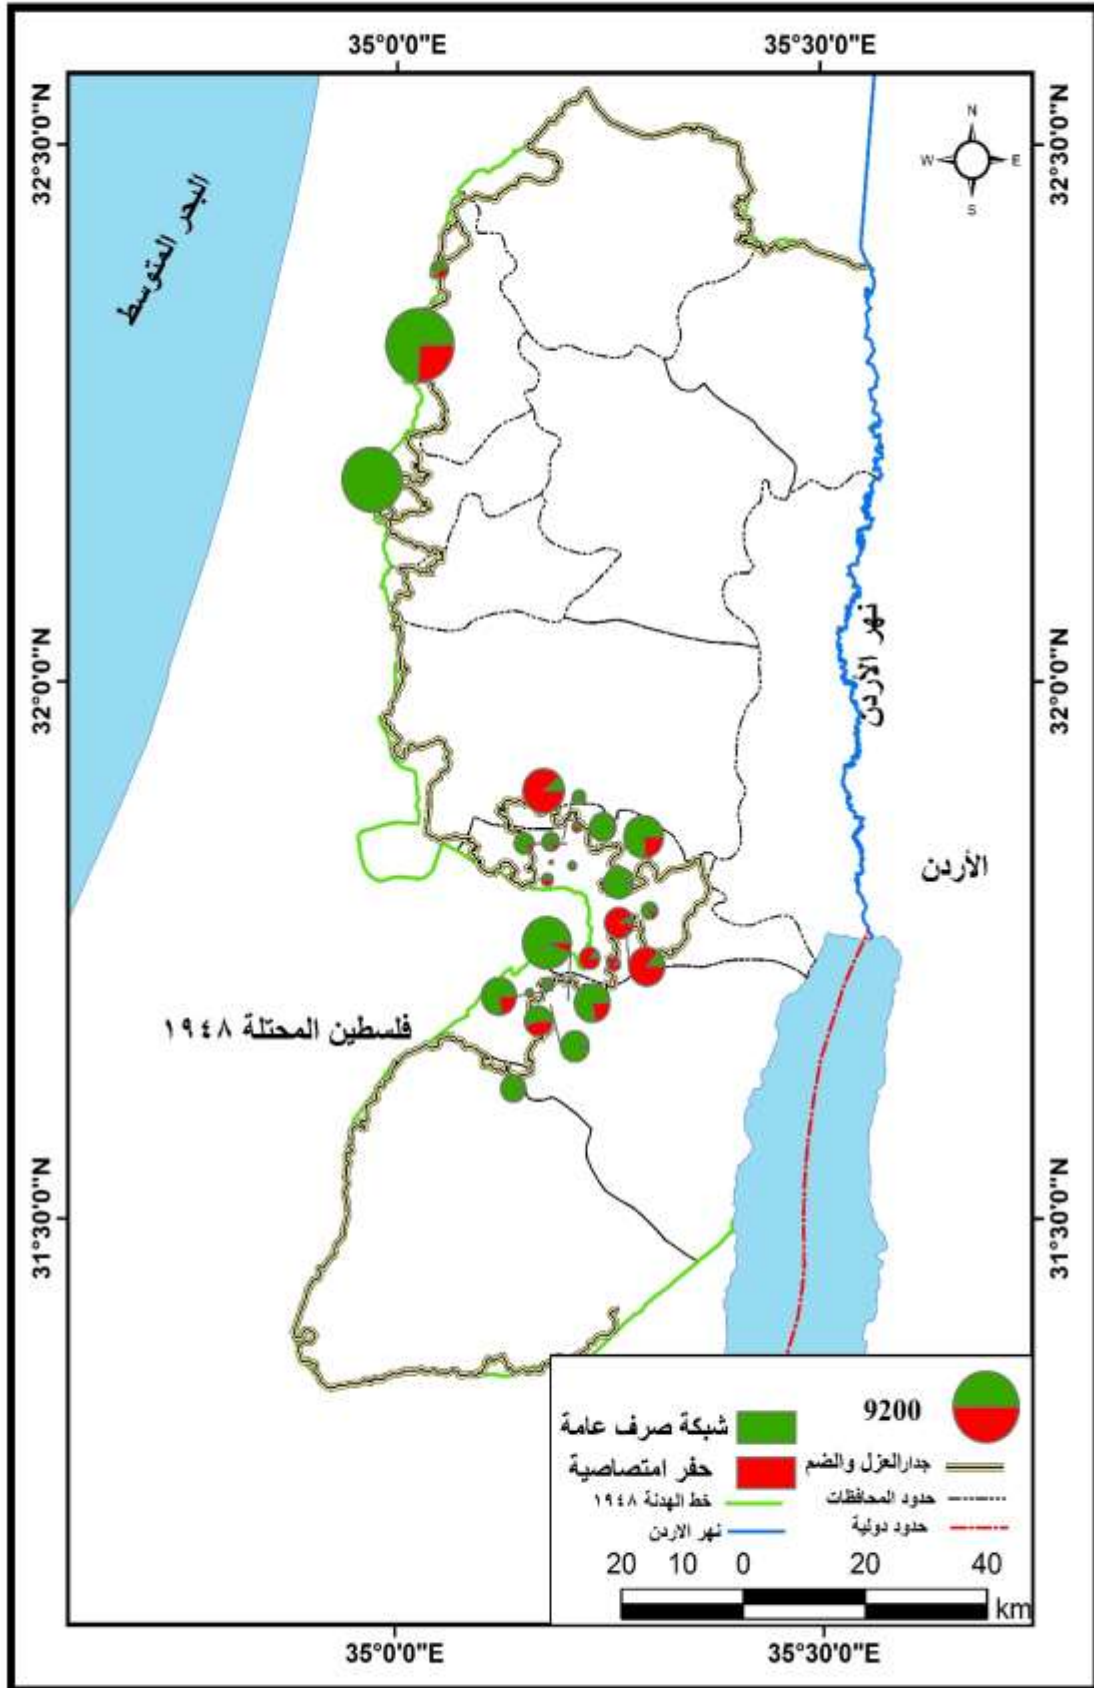 35°0'0"E
35°30'0"E
32°30'0"N
32°30'0"N
N
W
E
S
البحر المتوسط
32°0'0"N
32°0'0"N
نهر الأردن
الأردن
فلسطين المحتلة ١٩٤٨
31°30'0"N
31°30'0"N
9200
شبكة صرف عامة
حفر امتصاصية
جدارالعزل والضم
خط الهدنة ١٩٤٨
حدود المحافظات
نهر الاردن
حدود دولية
20 10 0 20 40
km
35°0'0"E
35°30'0"E